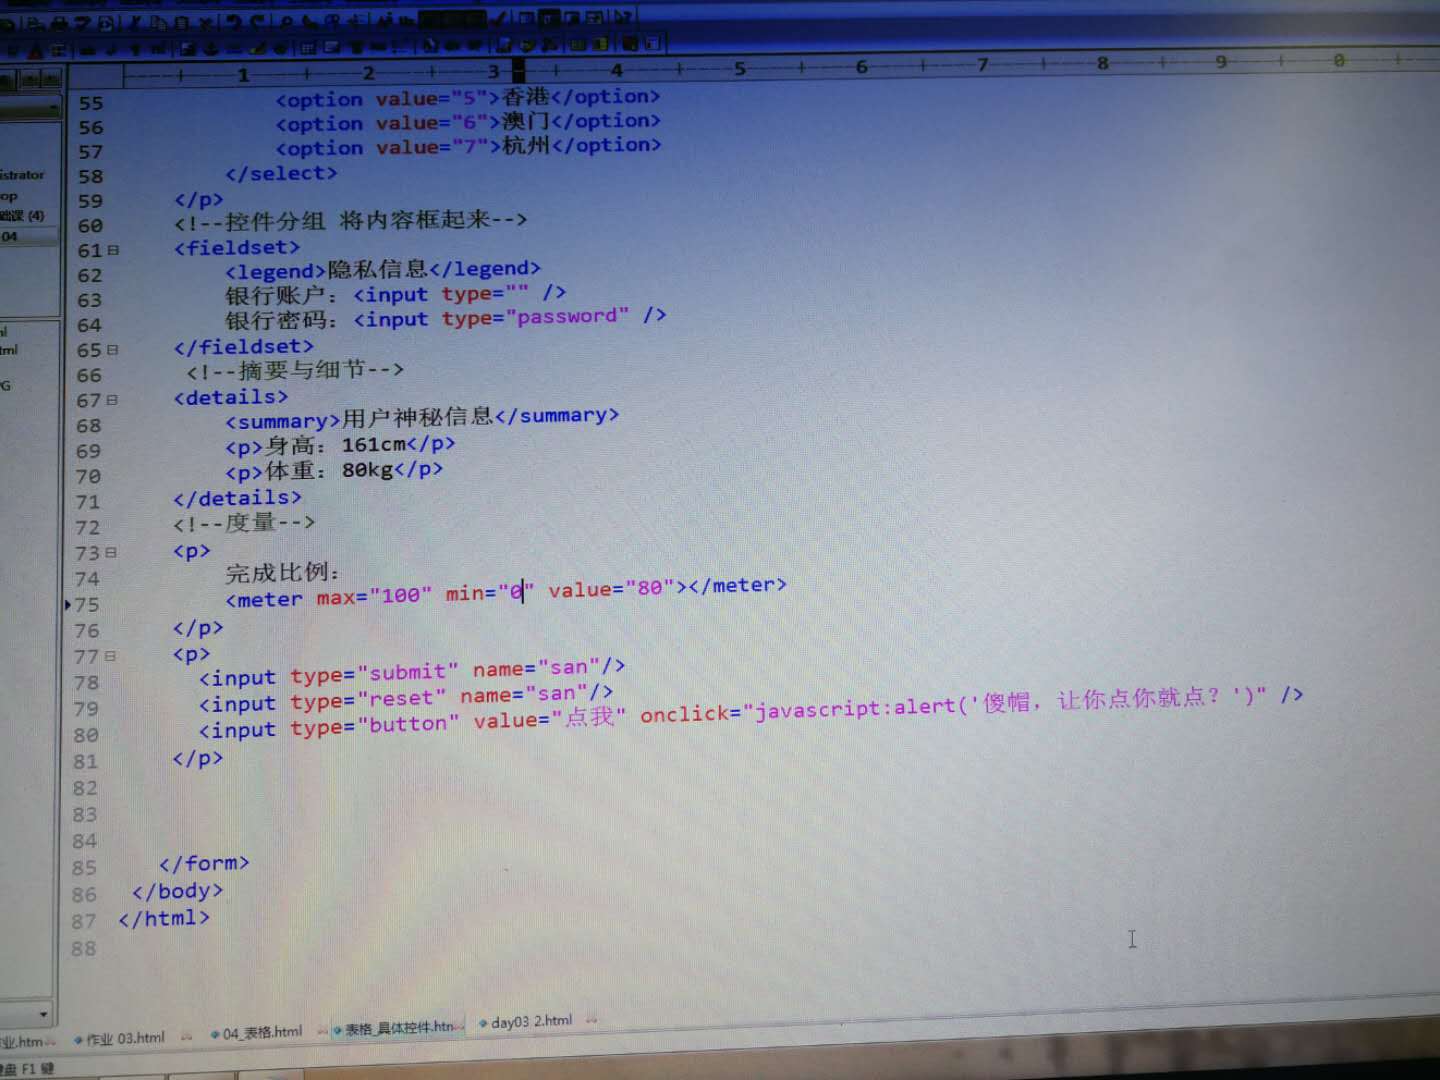 1 2 3 4 5 6 7 8 9 0
istrator
op
础课 (4)
04
ml
G
55 <option value="5">香港</option>
56 <option value="6">澳门</option>
57 <option value="7">杭州</option>
58 </select>
59 </p>
60 <!--控件分组 将内容框起来-->
61 <fieldset>
62 <legend>隐私信息</legend>
63 银行账户：<input type="" />
64 银行密码：<input type="password" />
65 </fieldset>
66 <!--摘要与细节-->
67 <details>
68 <summary>用户神秘信息</summary>
69 <p>身高：161cm</p>
70 <p>体重：80kg</p>
71 </details>
72 <!--度量-->
73 <p>
74 完成比例：
75 <meter max="100" min="0" value="80"></meter>
76 </p>
77 <p>
78 <input type="submit" name="san"/>
79 <input type="reset" name="san"/>
80 <input type="button" value="点我" onclick="javascript:alert('傻帽，让你点你就点？')" />
81 </p>
82
83
84
85 </form>
86 </body>
87 </html>
88
业.htm 作业 03.html 04_表格.html 表格_具体控件.htm day03 2.html
盘 F1 键